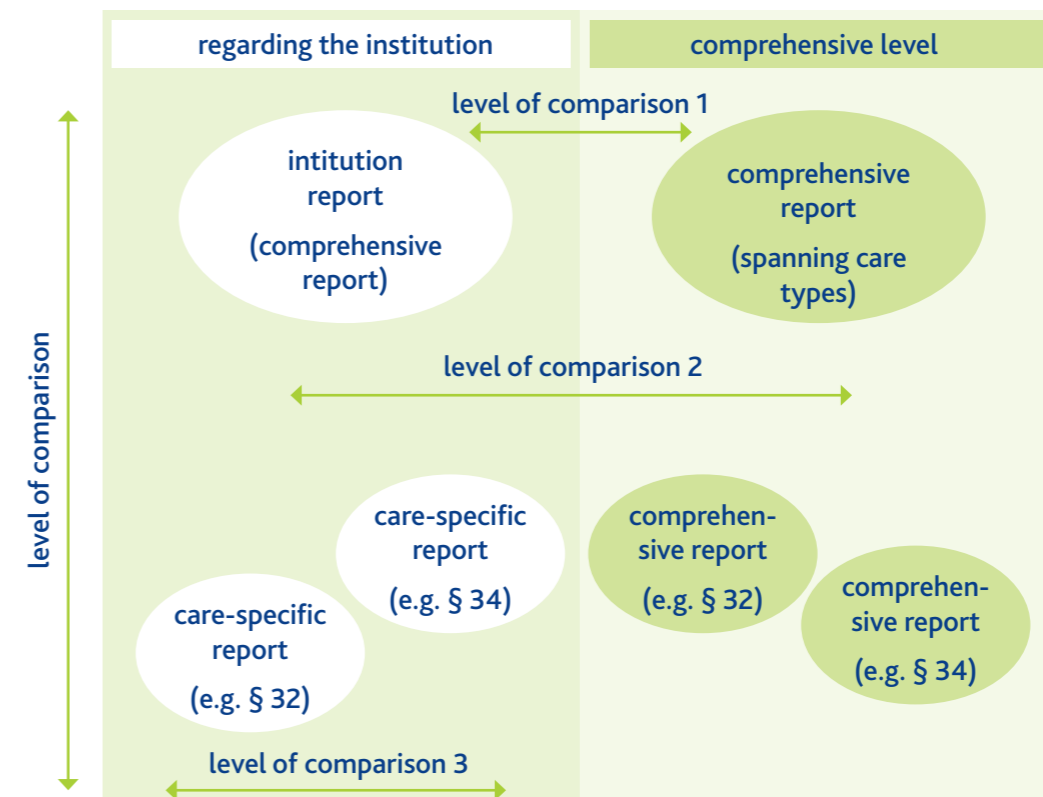 regarding the institution
comprehensive level
level of comparison 1
intitution
report
(comprehensive
report)
comprehensive
report
(spanning care
types)
level of comparison
level of comparison 2
care-specific
report
(e.g. § 34)
comprehen-
sive report
(e.g. § 32)
care-specific
report
(e.g. § 32)
comprehen-
sive report
(e.g. § 34)
level of comparison 3